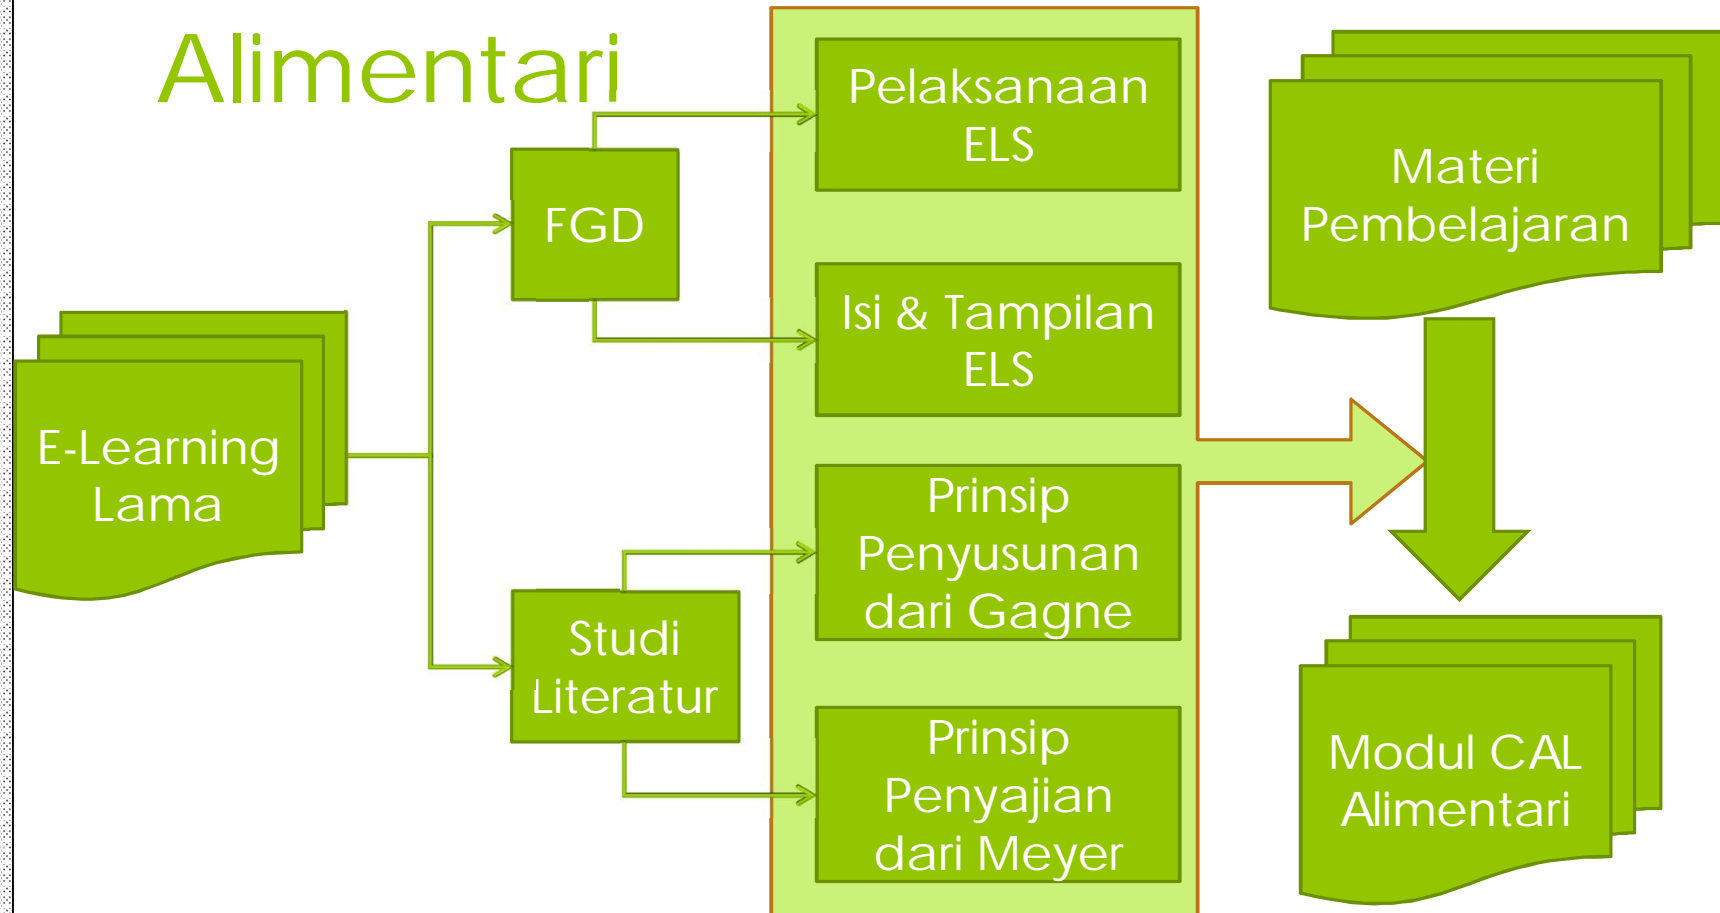 Alimentari
E-Learning
Lama
FGD
Studi
Literatur
Pelaksanaan
ELS
Isi & Tampilan
ELS
Prinsip
Penyusunan
dari Gagne
Prinsip
Penyajian
dari Meyer
Materi
Pembelajaran
Modul CAL
Alimentari